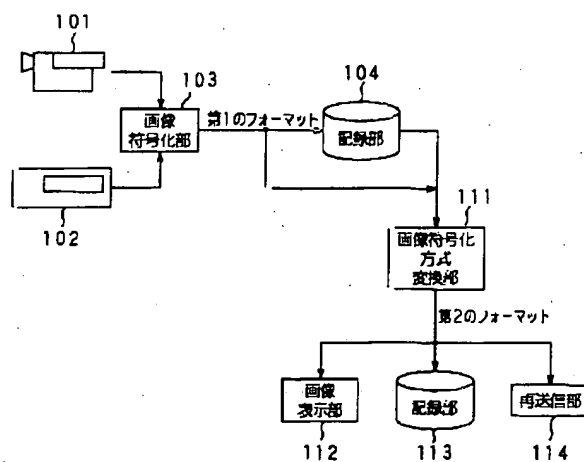 101
103
104
画像
符号化部
第1のフォーマット
記録部
102
111
画像符号化
方式
変換部
第2のフォーマット
画像
表示部
記録部
再送信部
112
113
114